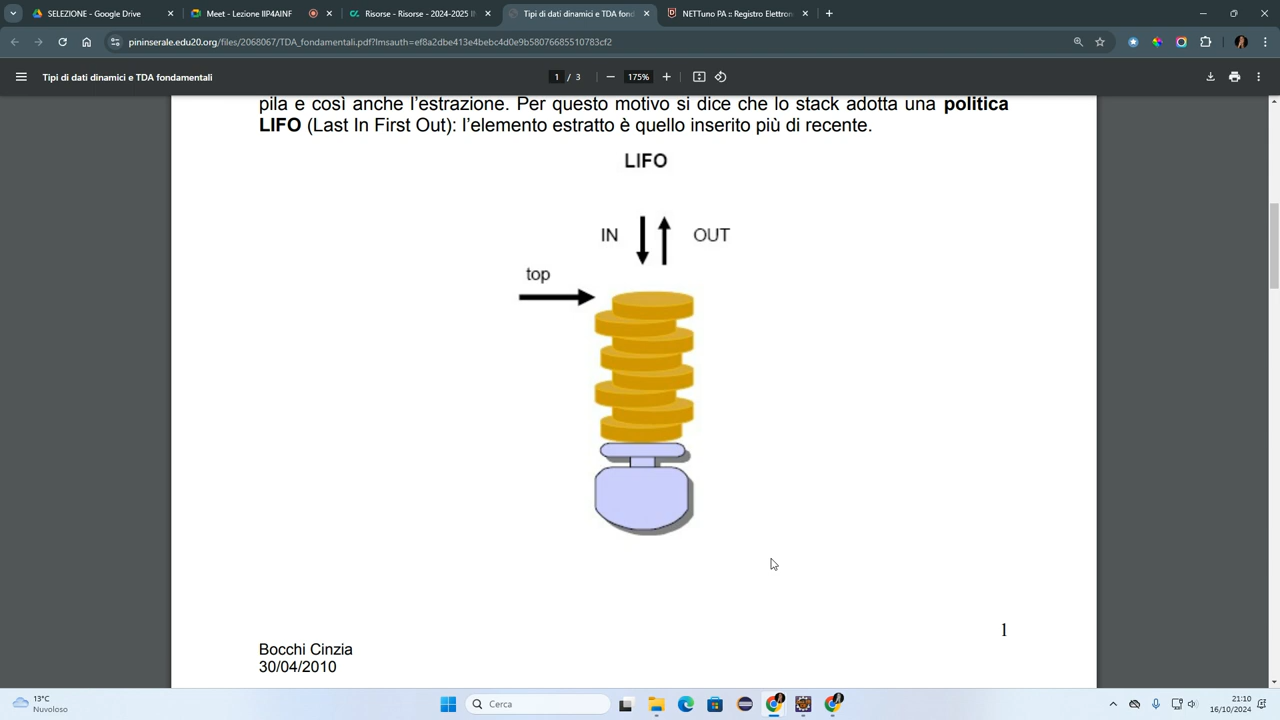 SELEZIONE - Google Drive
Meet - Lezione IIP4AINF
Risorse - Risorse - 2024-2025 I
Tipi di dati dinamici e TDA fond
NETTuno PA :: Registro Elettron
pininserale.edu20.org/files/2068067/TDA_fondamentali.pdf?lmsauth=ef8a2dbe413e4bebc4d0e9b58076685510783cf2
Tipi di dati dinamici e TDA fondamentali
1 / 3
175%
pila e così anche l'estrazione. Per questo motivo si dice che lo stack adotta una politica
LIFO (Last In First Out): l'elemento estratto è quello inserito più di recente.
LIFO
IN
OUT
top
1
Bocchi Cinzia
30/04/2010
13°C
Nuvoloso
Cerca
21:10
16/10/2024